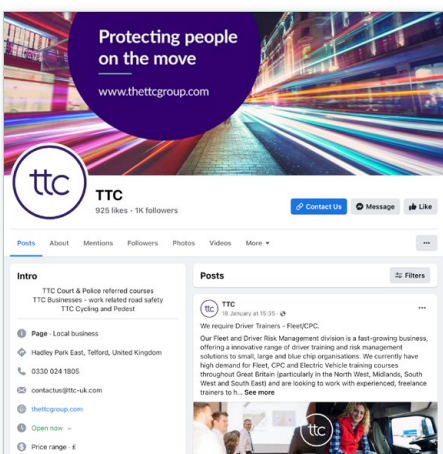 Protecting people
on the move
www.thettcgroup.com
ttc
TTC
925 likes • 1K followers
Contact Us
Message
Like
Posts
About
Mentions
Followers
Photos
Videos
More
Intro
TTC Court & Police referred courses
TTC Businesses - work related road safety
TTC Cycling and Pedest
Page · Local business
Hadley Park East, Telford, United Kingdom
0330 024 1805
contactus@ttc-uk.com
thettcgroup.com
Open now
Price range · £
Posts
Filters
ttc
TTC
18 January at 15:35
We require Driver Trainers - Fleet/CPC.
Our Fleet and Driver Risk Management division is a fast-growing business,
offering a innovative range of driver training and risk management
solutions to small, large and blue chip organisations. We currently have
high demand for Fleet, CPC and Electric Vehicle training courses
throughout Great Britain (particularly in the North West, Midlands, South
West and South East) and are looking to work with experienced, freelance
trainers to h... See more
ttc